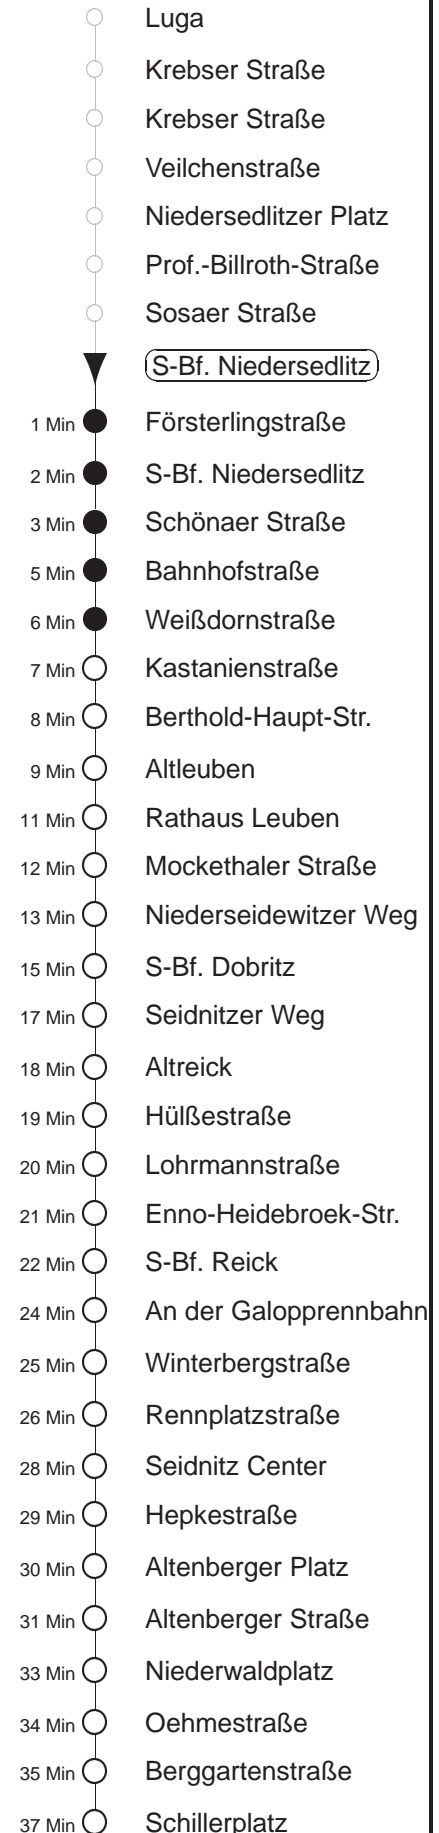 Luga
Krebser Straße
Krebser Straße
Veilchenstraße
Niedersedlitzer Platz
Prof.-Billroth-Straße
Sosaer Straße
S-Bf. Niedersedlitz
1 Min Försterlingstraße
2 Min S-Bf. Niedersedlitz
3 Min Schönaer Straße
5 Min Bahnhofstraße
6 Min Weißdornstraße
7 Min Kastanienstraße
8 Min Berthold-Haupt-Str.
9 Min Altleuben
11 Min Rathaus Leuben
12 Min Mockethaler Straße
13 Min Niederseidewitzer Weg
15 Min S-Bf. Dobritz
17 Min Seidnitzer Weg
18 Min Altreick
19 Min Hülßestraße
20 Min Lohrmannstraße
21 Min Enno-Heidebroek-Str.
22 Min S-Bf. Reick
24 Min An der Galopprennbahn
25 Min Winterbergstraße
26 Min Rennplatzstraße
28 Min Seidnitz Center
29 Min Hepkestraße
30 Min Altenberger Platz
31 Min Altenberger Straße
33 Min Niederwaldplatz
34 Min Oehmestraße
35 Min Berggartenstraße
37 Min Schillerplatz